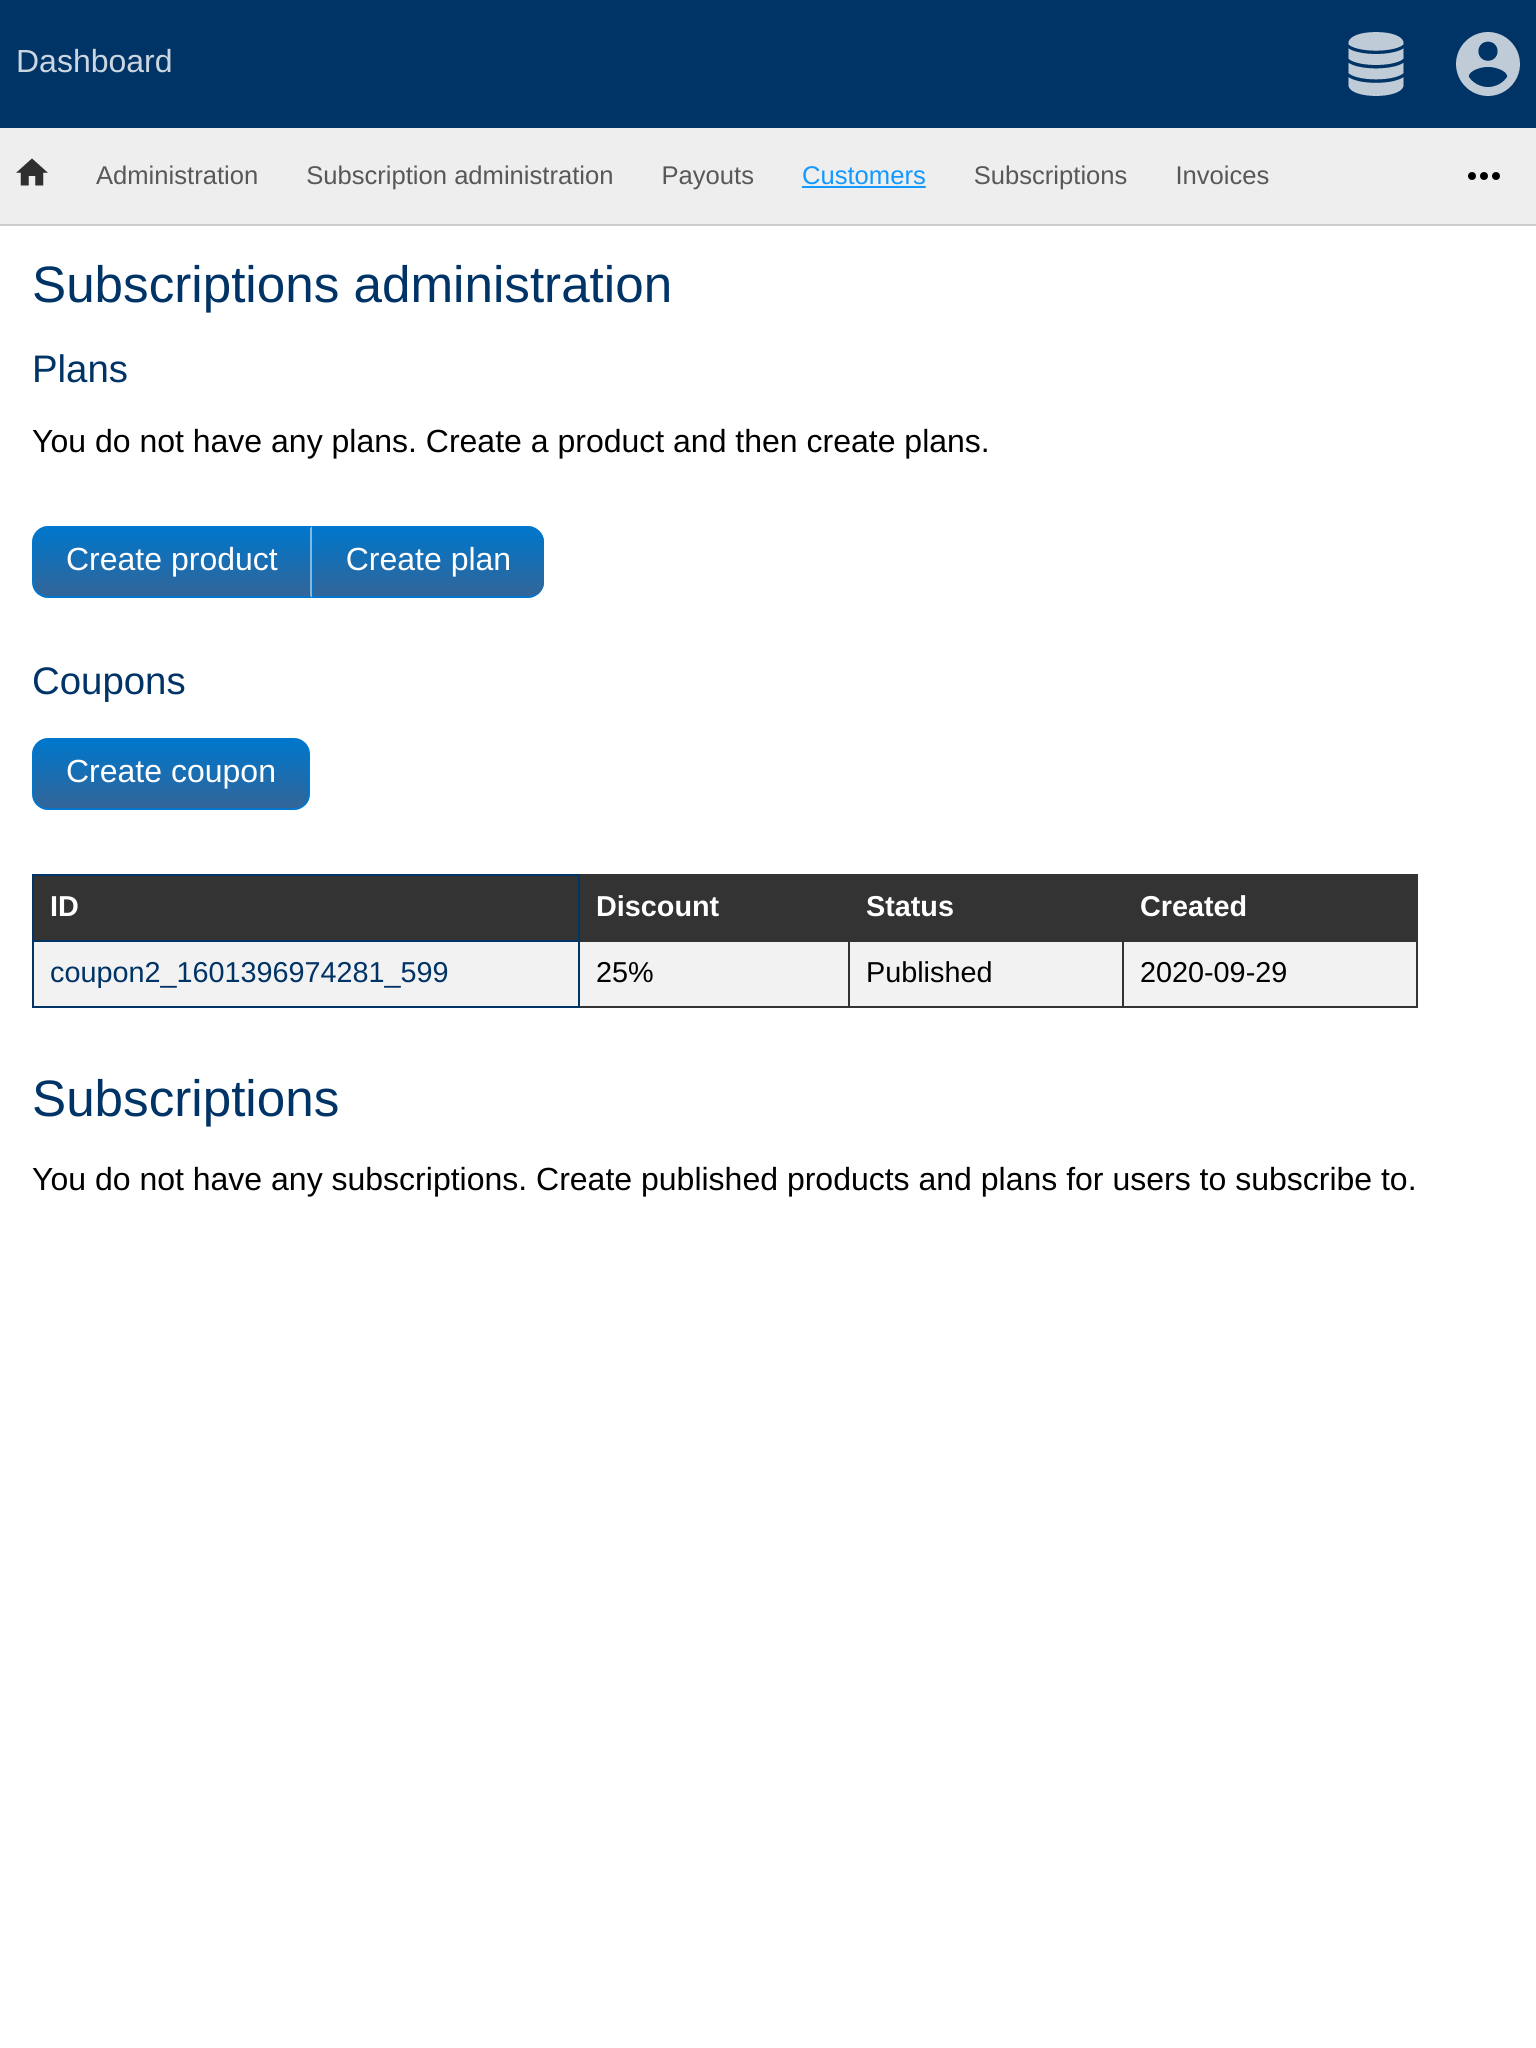 Dashboard
Administration Subscription administration Payouts Customers Subscriptions Invoices
Subscriptions administration
Plans
You do not have any plans. Create a product and then create plans.
Create product Create plan
Coupons
Create coupon
ID Discount Status Created
coupon2_1601396974281_599 25% Published 2020-09-29
Subscriptions
You do not have any subscriptions. Create published products and plans for users to subscribe to.